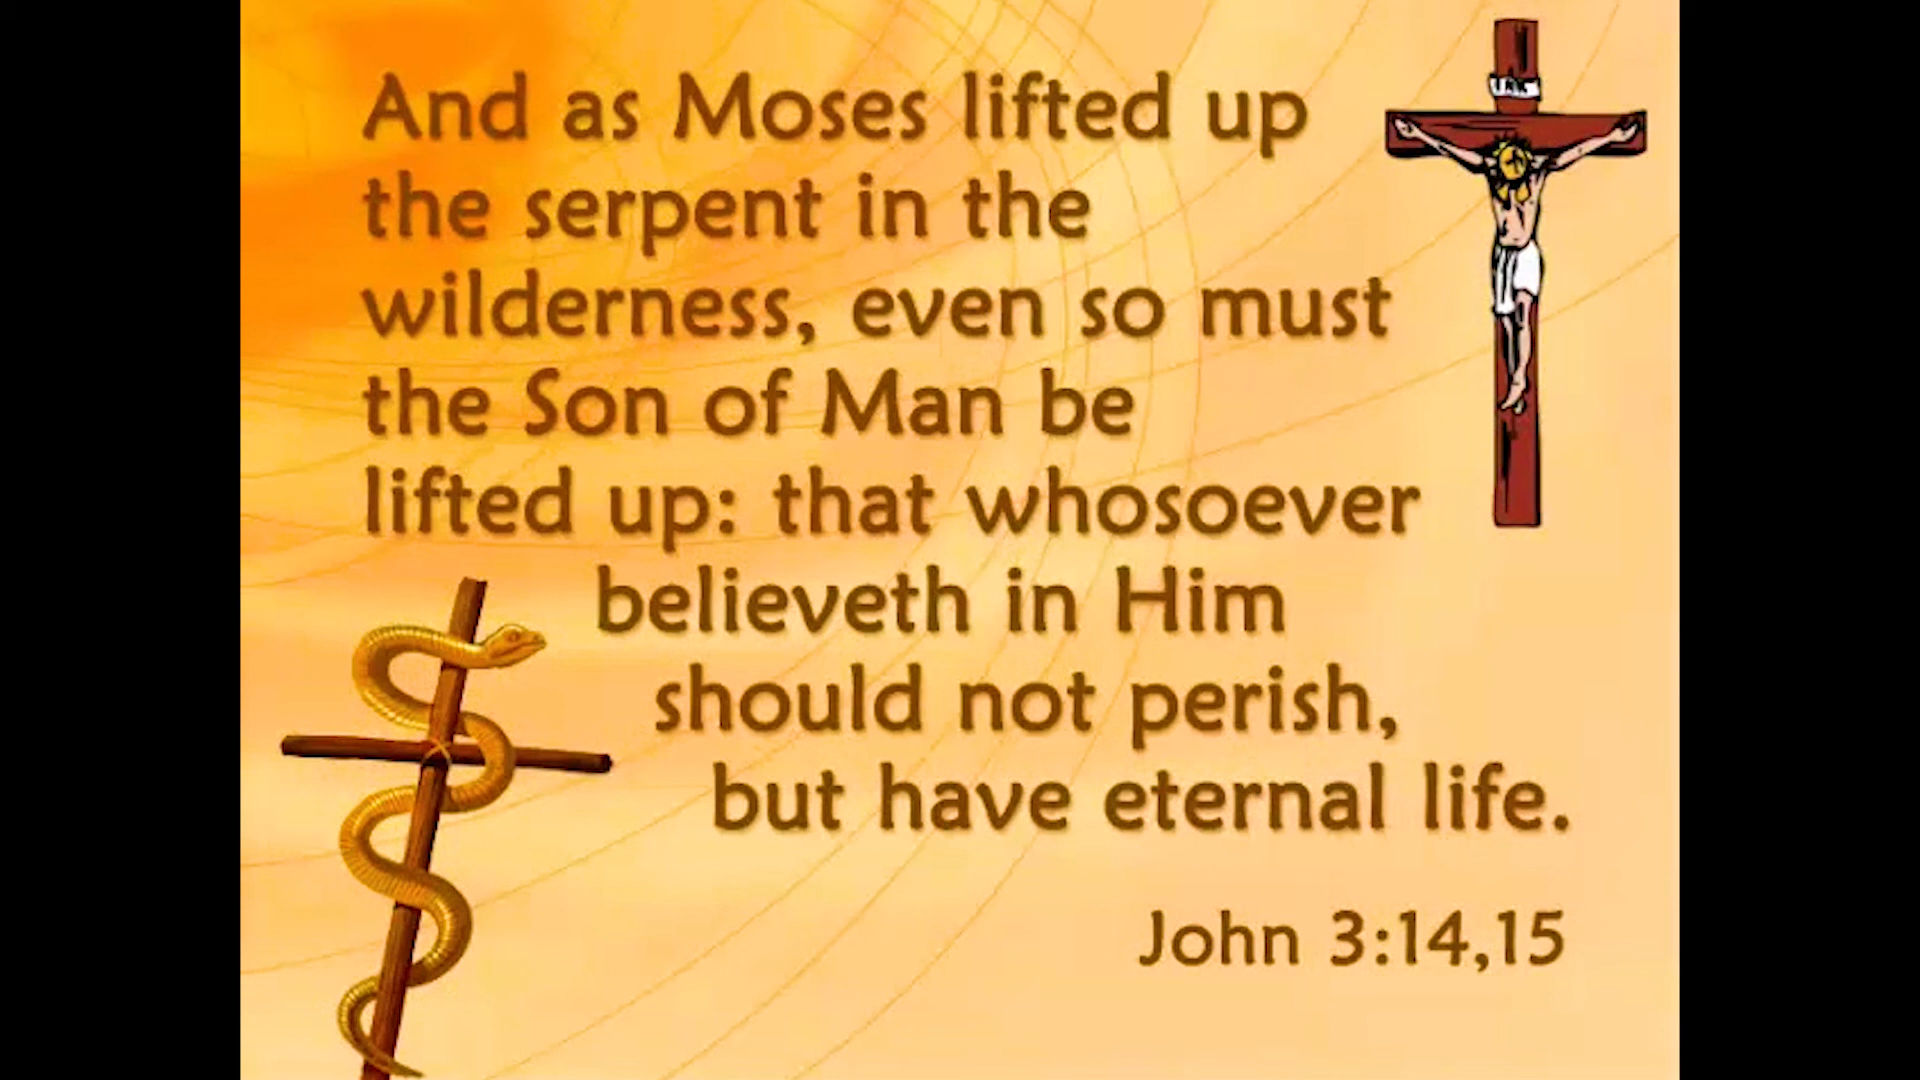 And as Moses lifted up
the serpent in the
wilderness, even so must
the Son of Man be
lifted up: that whosoever
believeth in Him
should not perish,
but have eternal life.
John 3:14,15